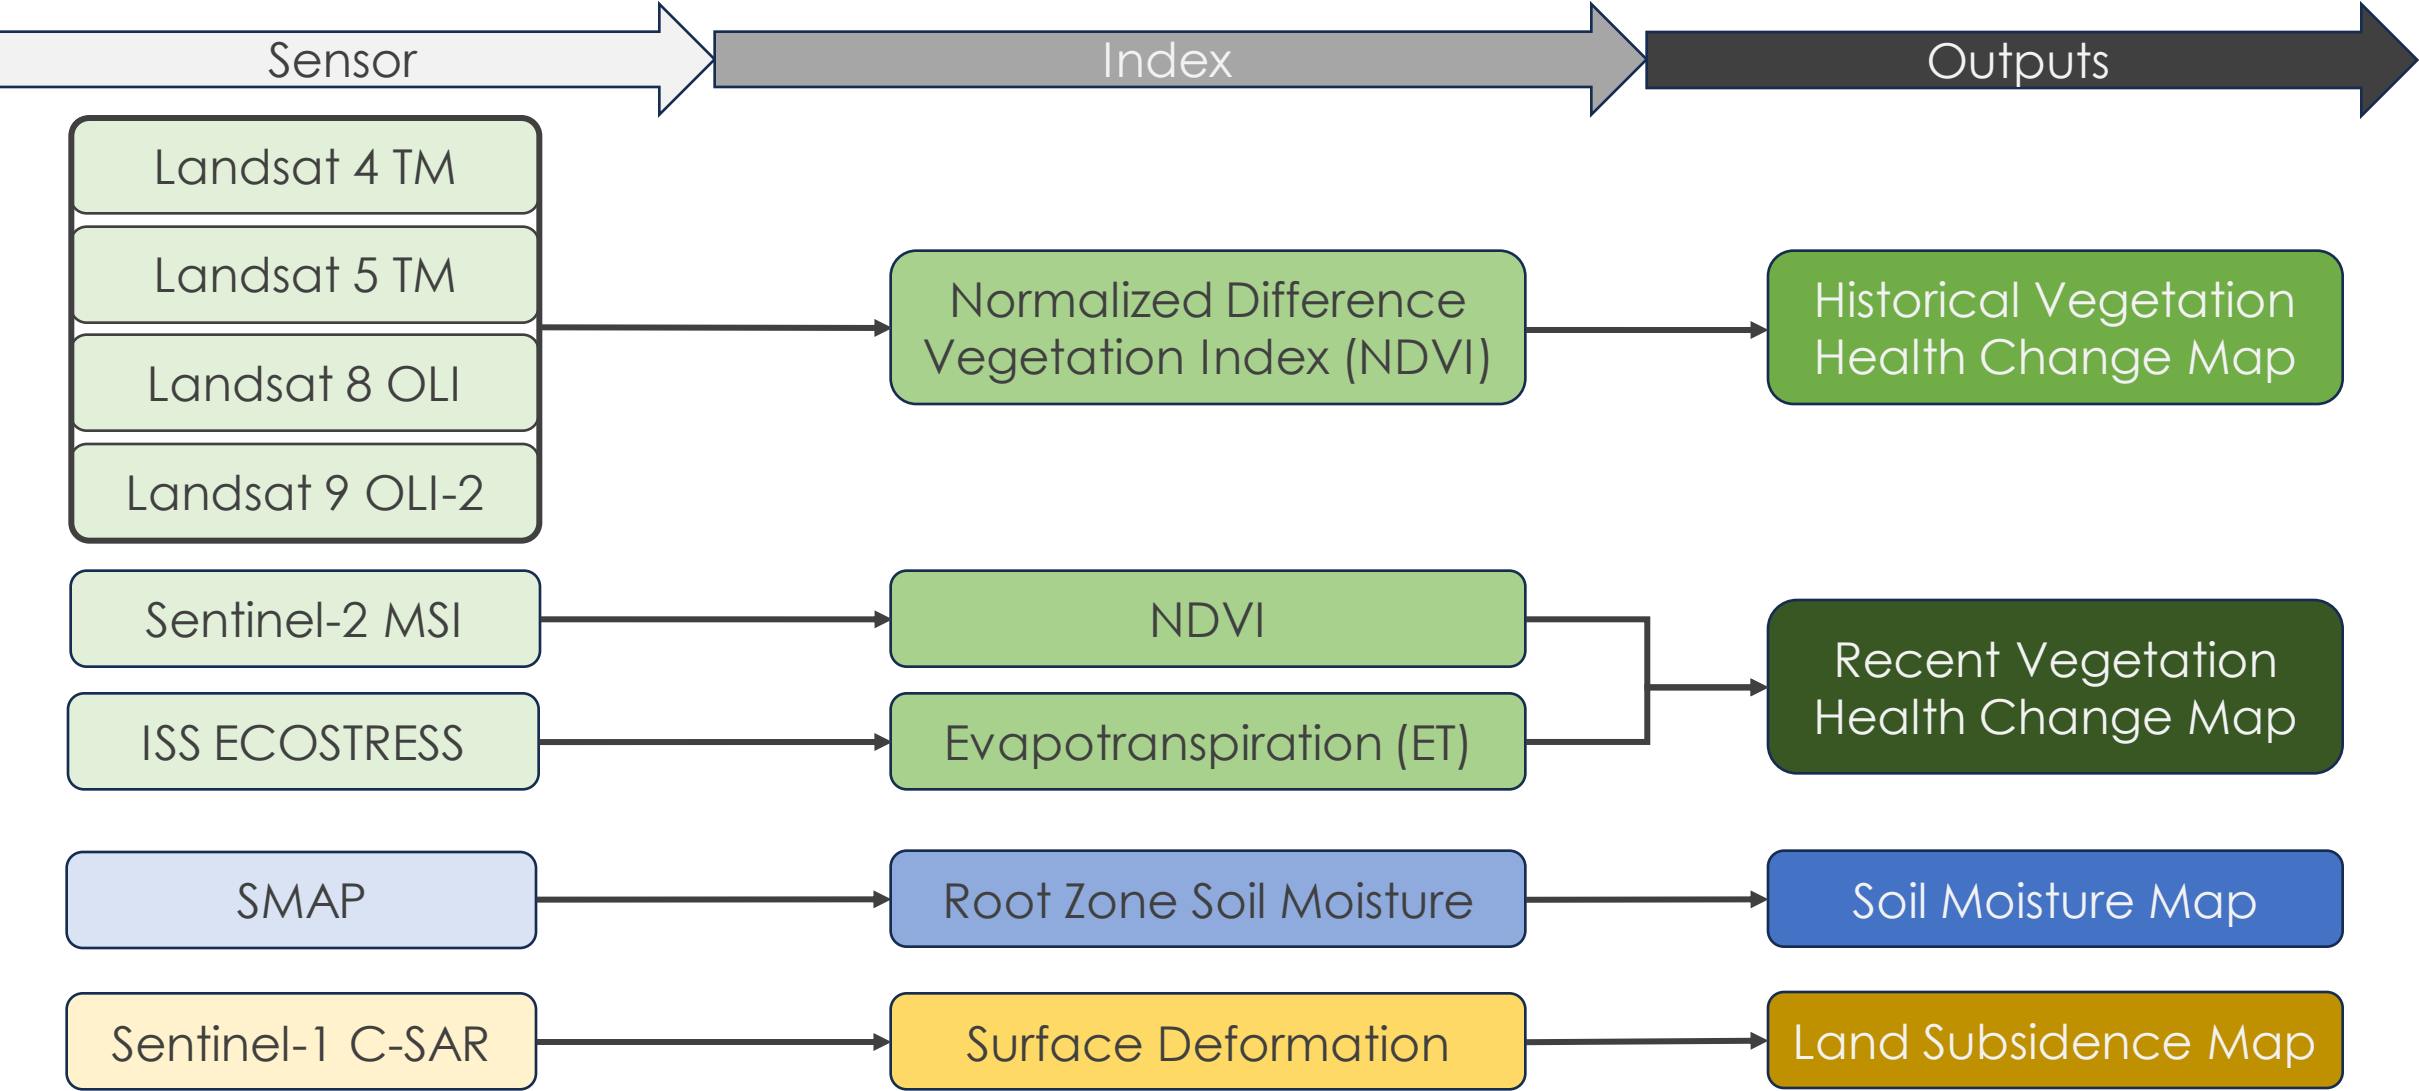 Sensor
Index
Outputs
Landsat 4 TM
Landsat 5 TM
Landsat 8 OLI
Landsat 9 OLI-2
Normalized Difference
Vegetation Index (NDVI)
Historical Vegetation
Health Change Map
Sentinel-2 MSI
NDVI
ISS ECOSTRESS
Evapotranspiration (ET)
Recent Vegetation
Health Change Map
SMAP
Root Zone Soil Moisture
Soil Moisture Map
Sentinel-1 C-SAR
Surface Deformation
Land Subsidence Map